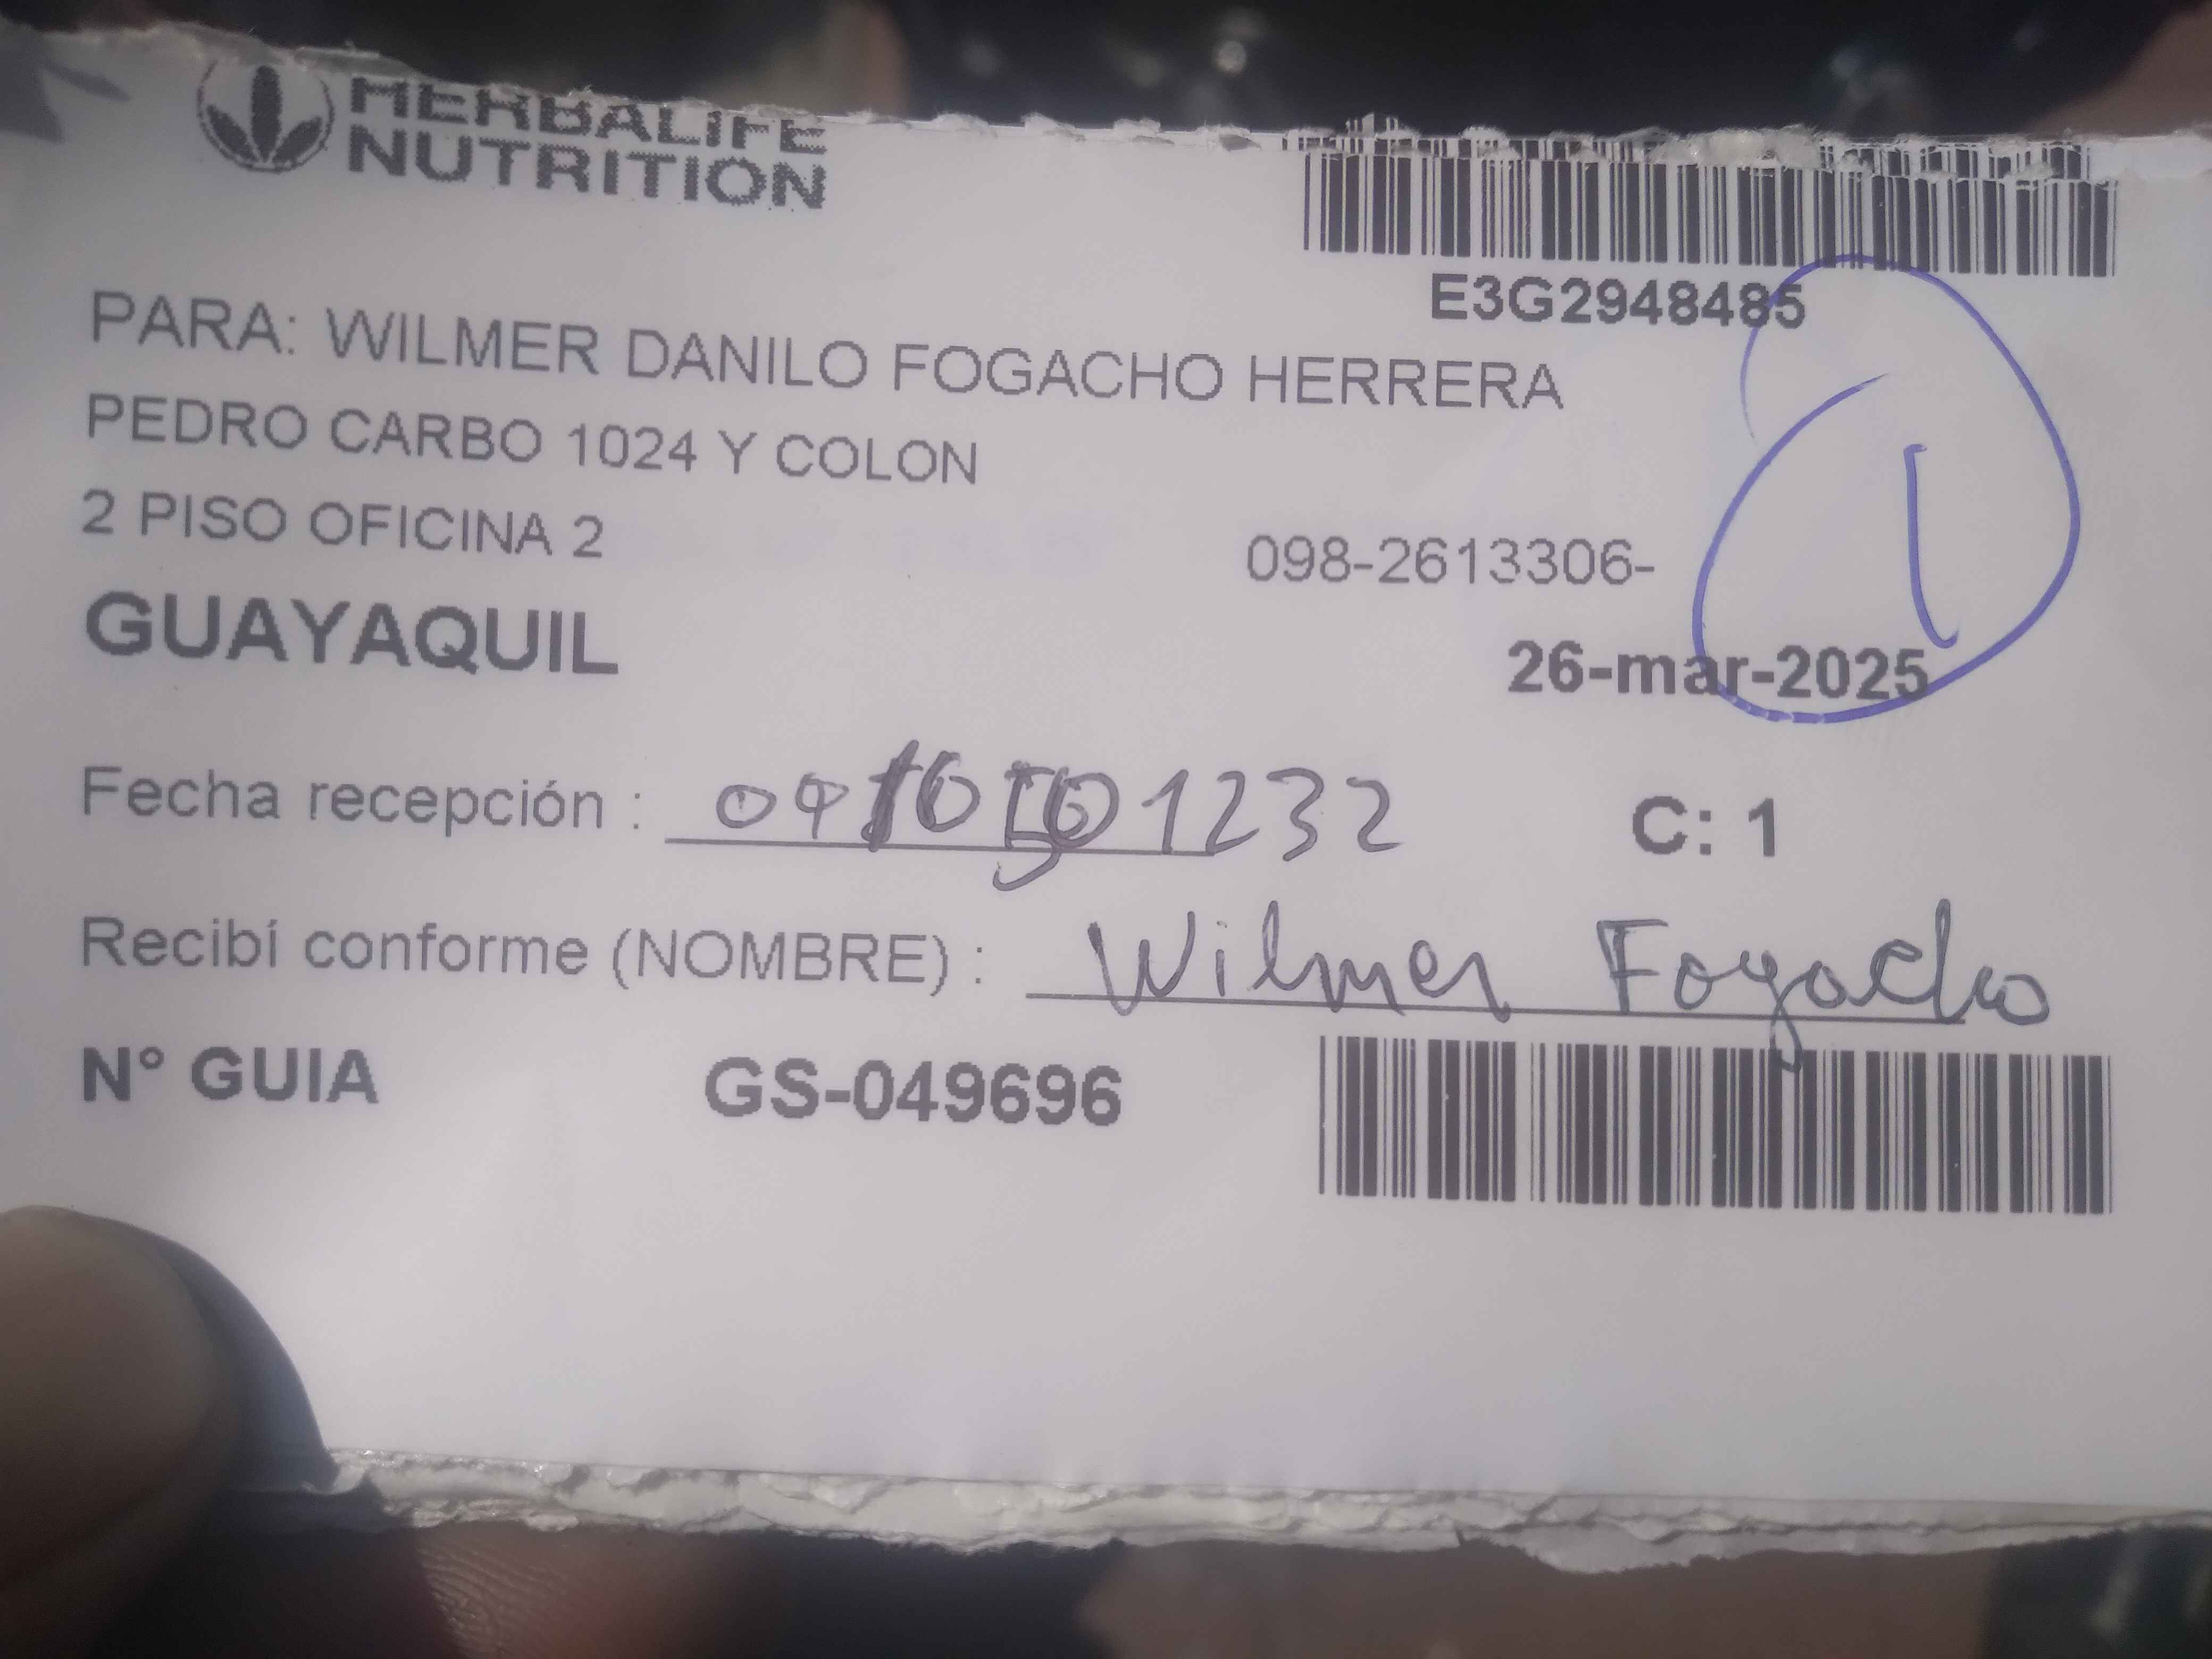 HERBALIFE
NUTRITION
E3G2948485
PARA: WILMER DANILO FOGACHO HERRERA
PEDRO CARBO 1024 Y COLON
2 PISO OFICINA 2
098-2613306-
1
GUAYAQUIL
26-mar-2025
Fecha recepción :
C: 1
Recibí conforme (NOMBRE) : Wilmer Fogacho
N° GUIA GS-049696